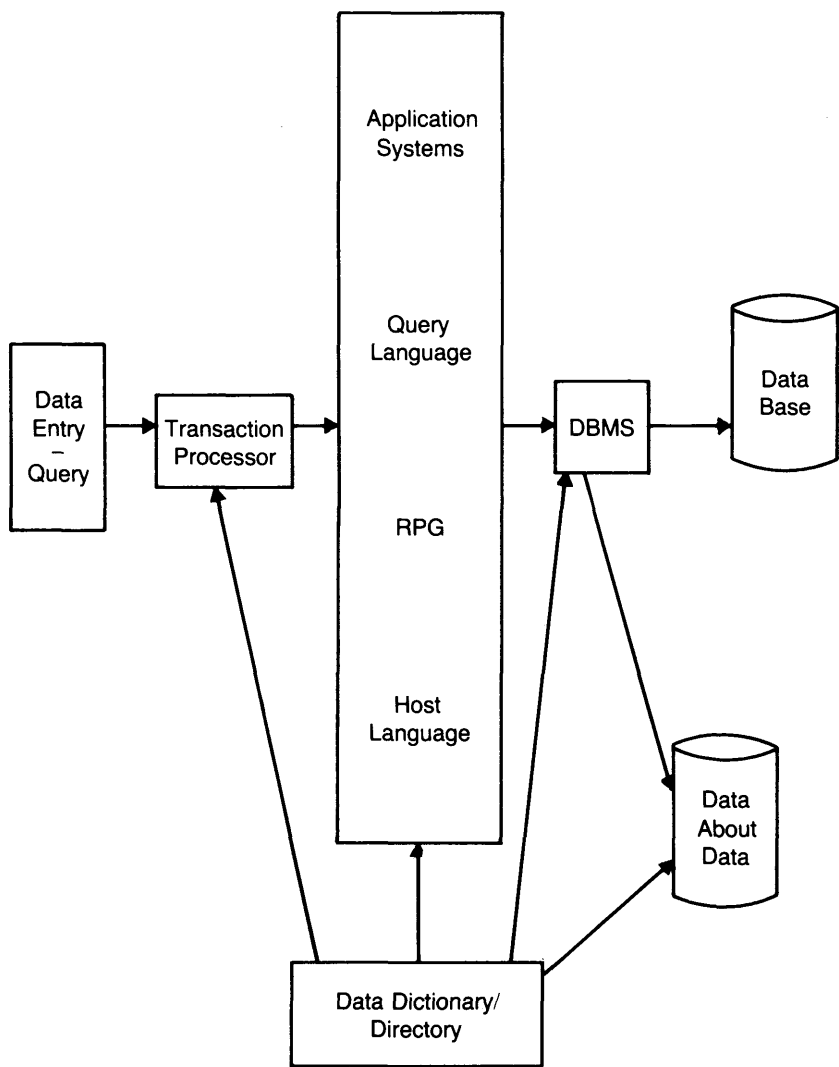 Application
Systems
Query
Language
RPG
Host
Language
Data
Entry
–
Query
Transaction
Processor
DBMS
Data
Base
Data
About
Data
Data Dictionary/
Directory